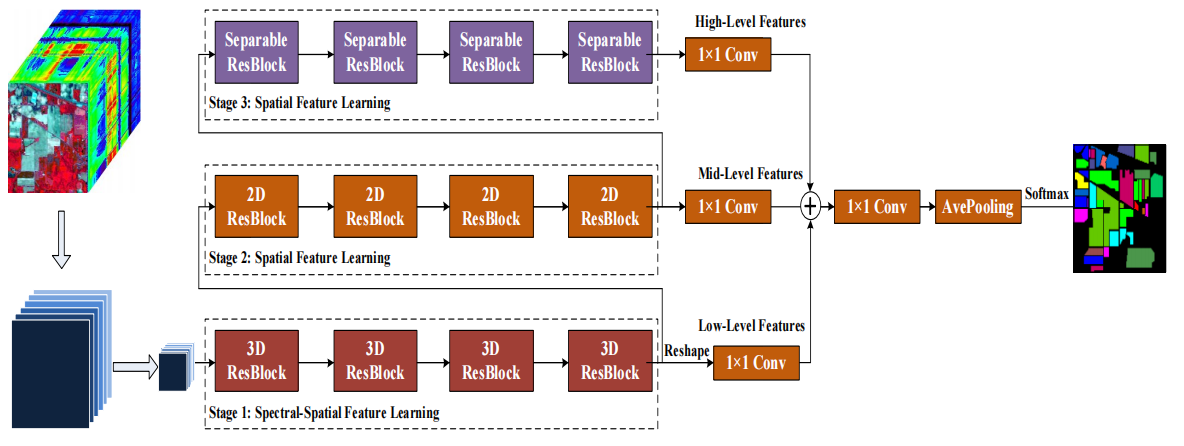 High-Level Features
Separable ResBlock
Separable ResBlock
Separable ResBlock
Separable ResBlock
1×1 Conv
Stage 3: Spatial Feature Learning
Mid-Level Features
2D ResBlock
2D ResBlock
2D ResBlock
2D ResBlock
1×1 Conv
+
1×1 Conv
AvePooling
Softmax
Stage 2: Spatial Feature Learning
Low-Level Features
3D ResBlock
3D ResBlock
3D ResBlock
3D ResBlock
Reshape
1×1 Conv
Stage 1: Spectral-Spatial Feature Learning